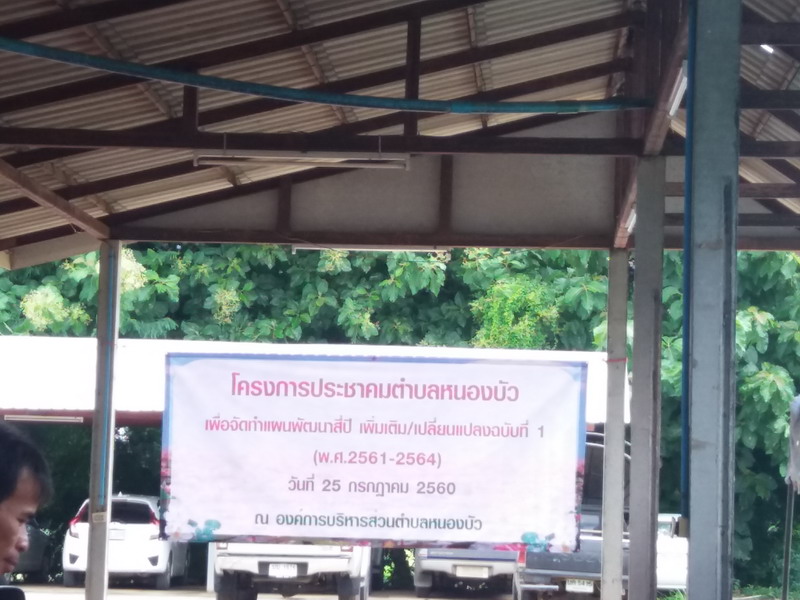 โครงการประชาคมตำบลหนองบัว
เพื่อจัดทำแผนพัฒนาสี่ปี เพิ่มเติม/เปลี่ยนแปลงฉบับที่ 1
(พ.ศ.2561-2564)
วันที่ 25 กรกฎาคม 2560
ณ องค์การบริหารส่วนตำบลหนองบัว